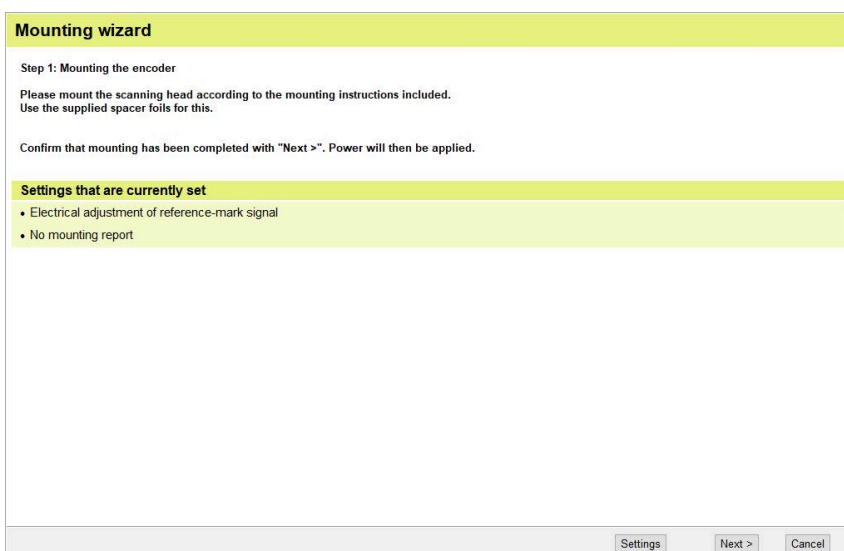 Mounting wizard
Step 1: Mounting the encoder
Please mount the scanning head according to the mounting instructions included.
Use the supplied spacer foils for this.
Confirm that mounting has been completed with "Next >". Power will then be applied.
Settings that are currently set
• Electrical adjustment of reference-mark signal
• No mounting report
Settings Next > Cancel